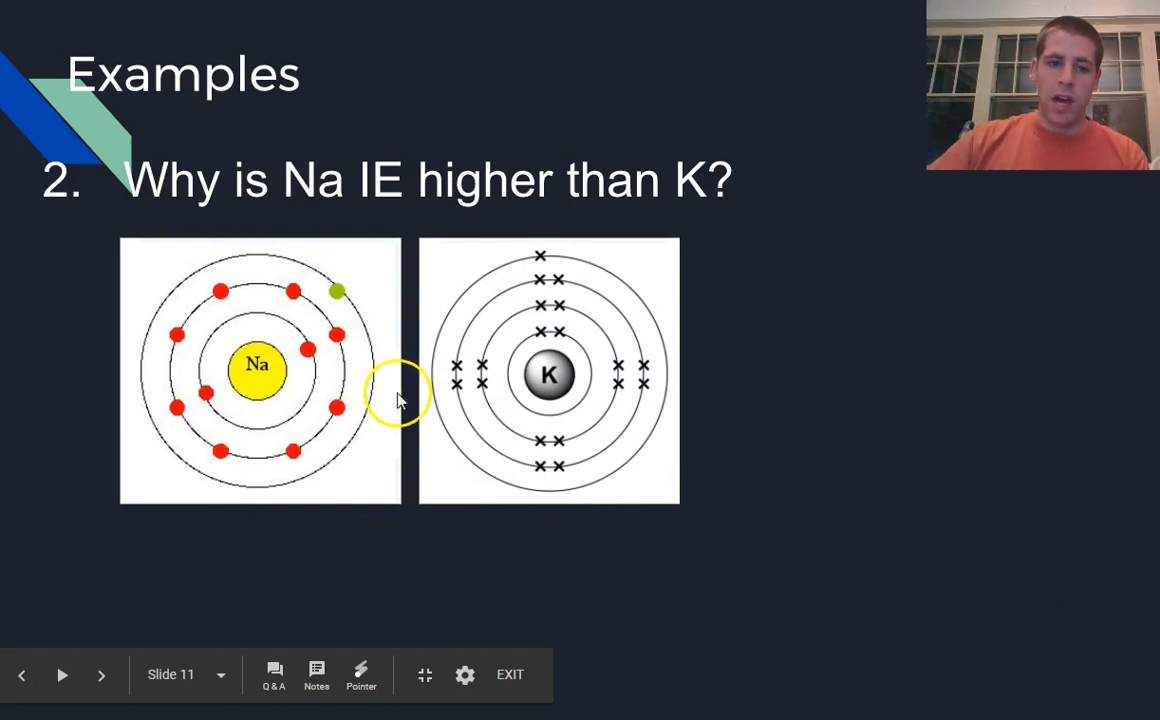 Examples
2. Why is Na IE higher than K?
Na
K
Slide 11
Q & A
Notes
Pointer
EXIT